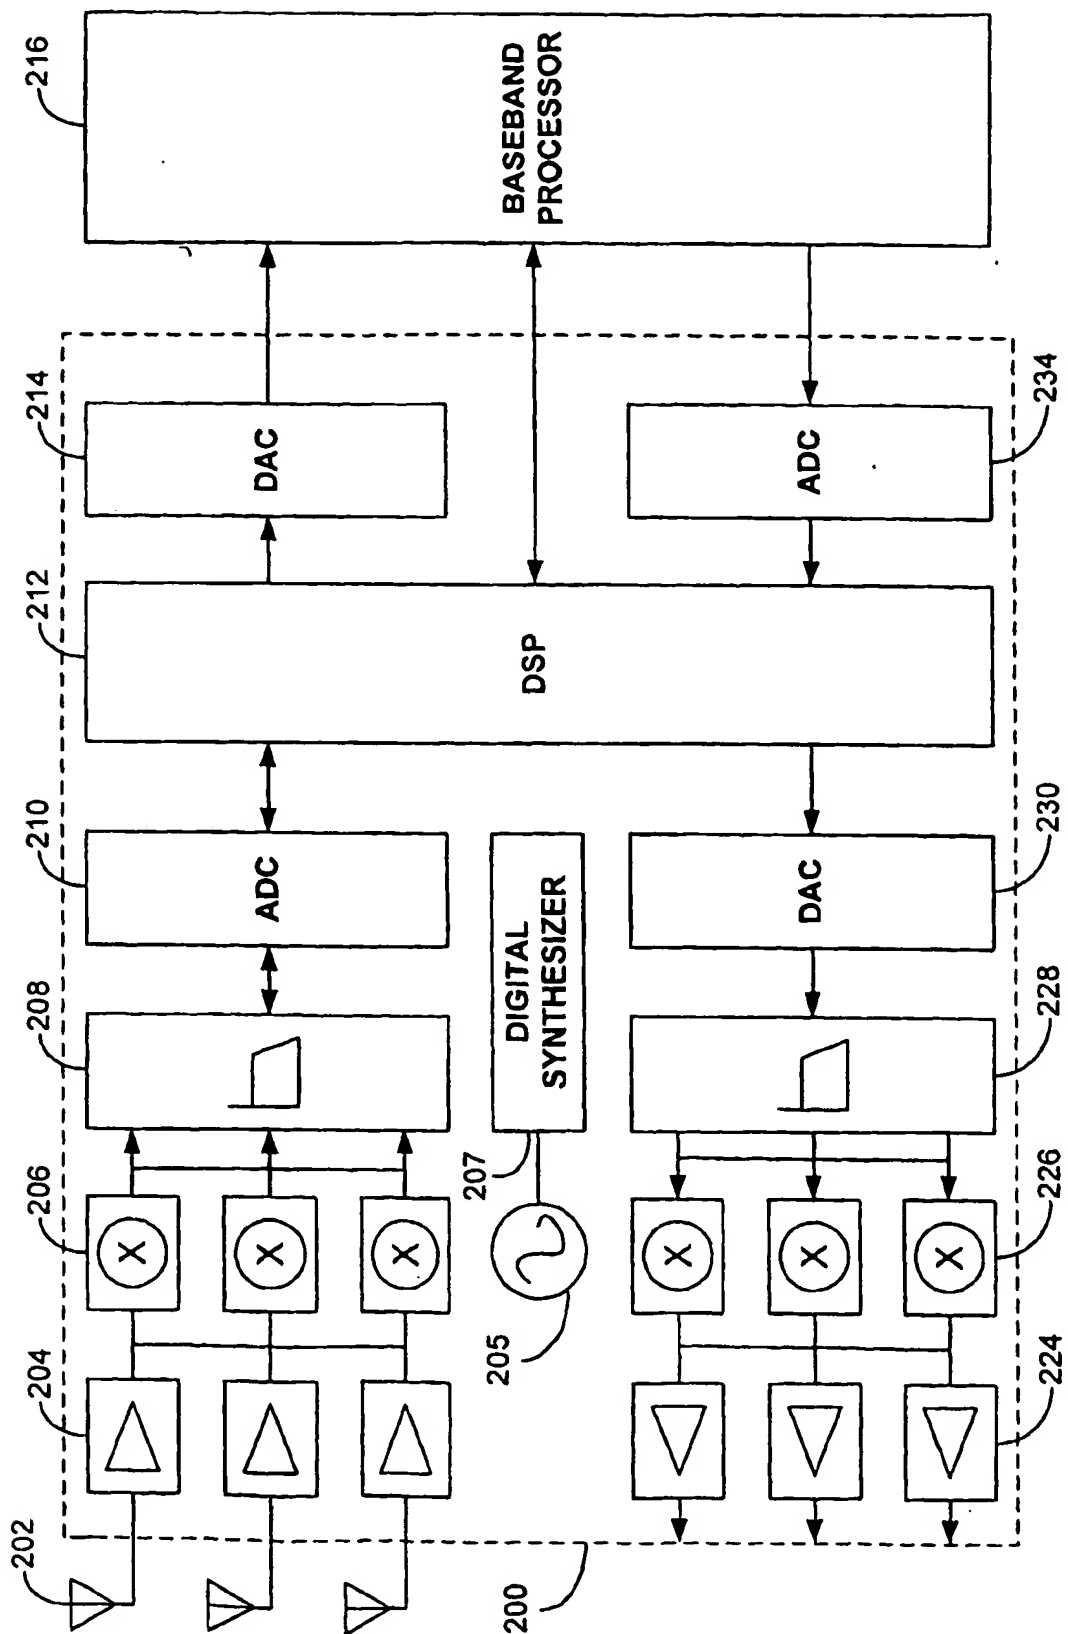 202
204
206
208
210
212
214
216
X
X
X
ADC
DSP
DAC
BASEBAND
PROCESSOR
205
207
DIGITAL
SYNTHESIZER
X
X
X
DAC
ADC
200
224
226
228
230
234